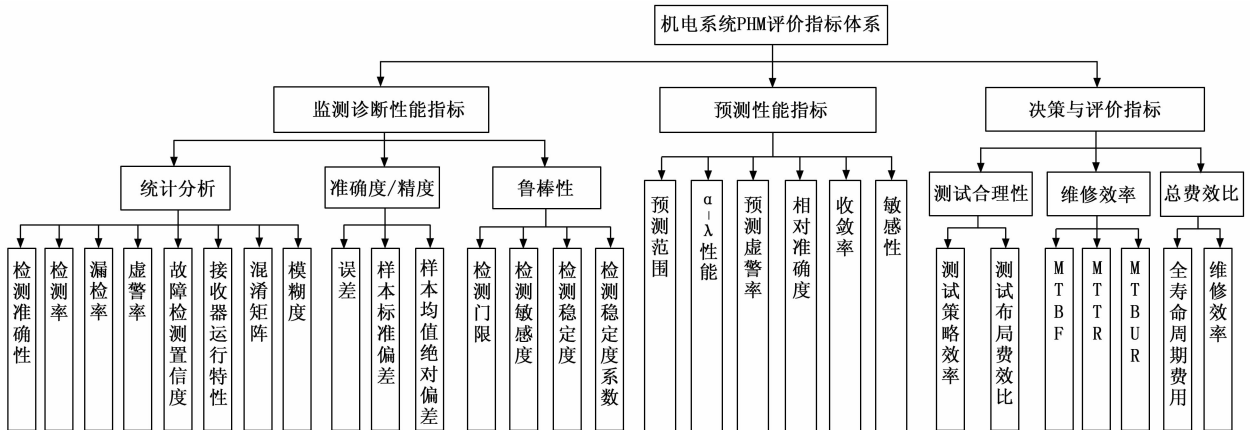 机电系统PHM评价指标体系
监测诊断性能指标
预测性能指标
决策与评价指标
统计分析
准确度/精度
鲁棒性
测试合理性
维修效率
总费效比
检测准确性
检测率
漏检率
虚警率
故障检测置信度
接收器运行特性
混淆矩阵
模糊度
误差
样本标准偏差
样本均值绝对偏差
检测门限
检测敏感度
检测稳定度
检测稳定度系数
预测范围
α-λ性能
预测虚警率
相对准确度
收敛率
敏感性
测试策略效率
测试布局费效比
MTBF
MTTR
MTBUR
全寿命周期费用
维修效率